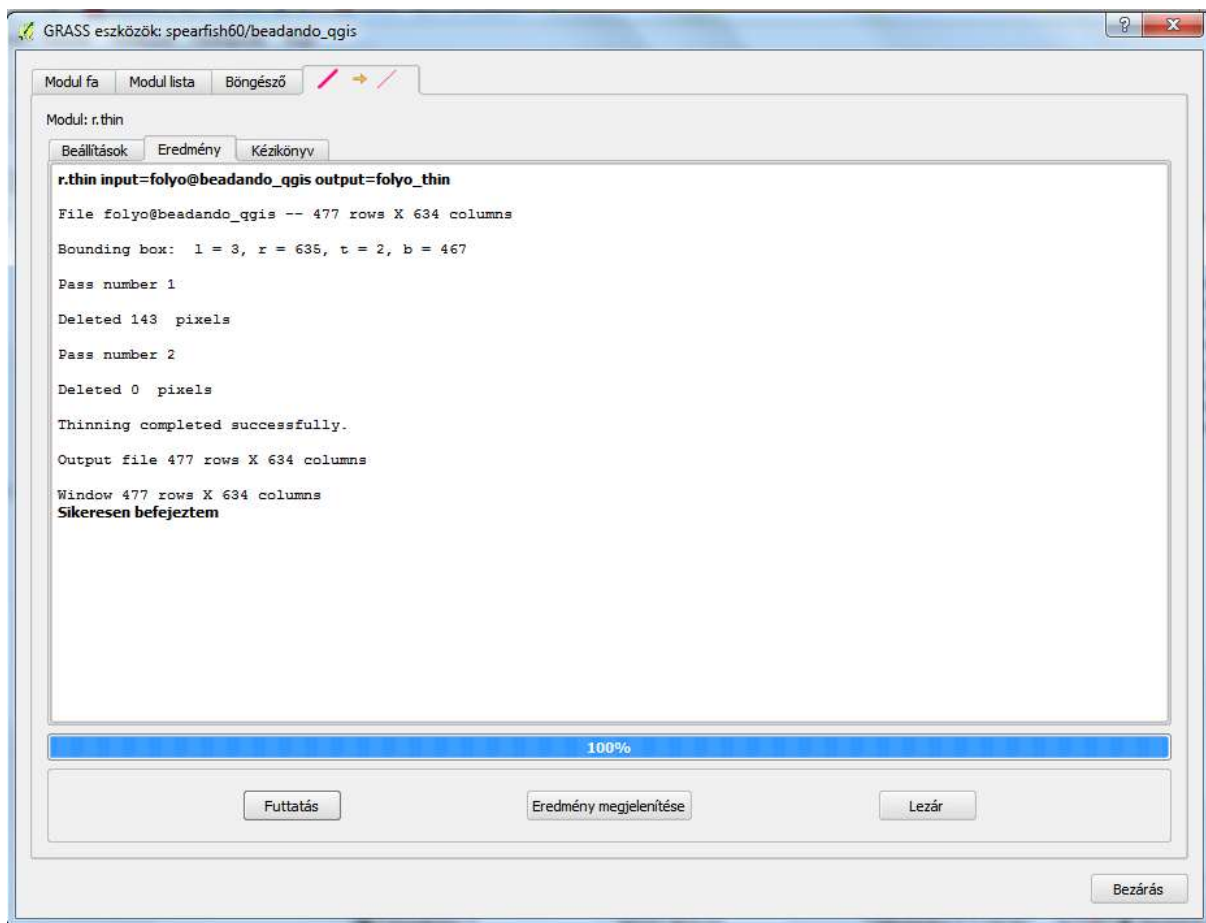 GRASS eszközök: spearfish60/beadando_qgis
Modul fa Modul lista Böngésző
Modul: r.thin
Beállítások Eredmény Kézikönyv
r.thin input=folyo@beadando_qgis output=folyo_thin
File folyo@beadando_qgis -- 477 rows X 634 columns
Bounding box:  l = 3, r = 635, t = 2, b = 467
Pass number 1
Deleted 143  pixels
Pass number 2
Deleted 0  pixels
Thinning completed successfully.
Output file 477 rows X 634 columns
Window 477 rows X 634 columns
Sikeresen befejeztem
100%
Futtatás Eredmény megjelenítése Lezár
Bezárás